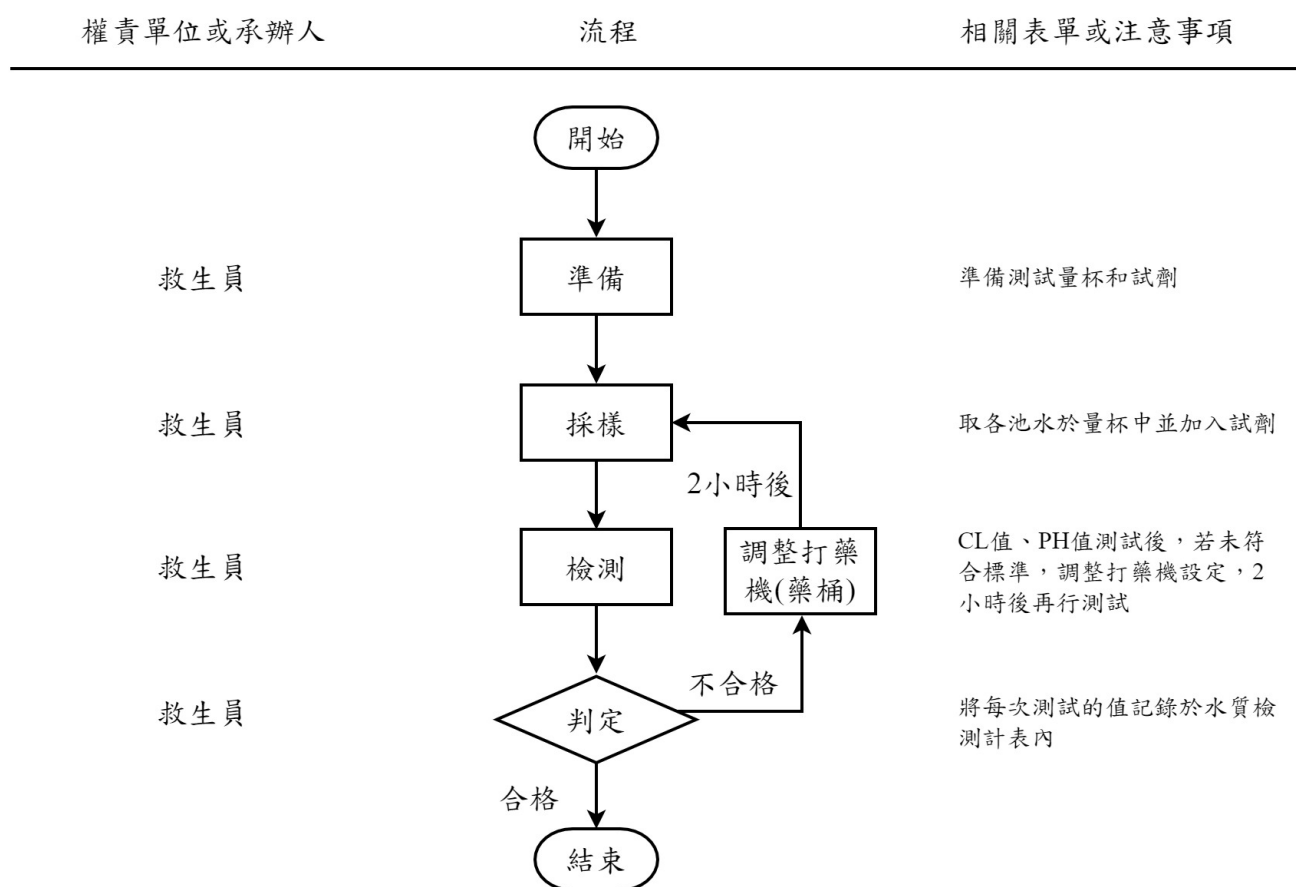 權責單位或承辦人
流程
相關表單或注意事項
開始
救生員
準備
準備測試量杯和試劑
救生員
採樣
取各池水於量杯中並加入試劑
2小時後
救生員
檢測
調整打藥
機(藥桶)
CL值、PH值測試後，若未符
合標準，調整打藥機設定，2
小時後再行測試
不合格
救生員
判定
將每次測試的值記錄於水質檢
測計表內
合格
結束